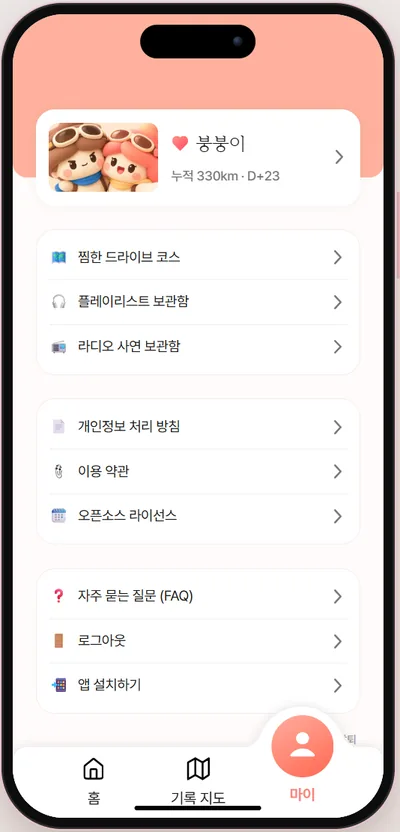 붕붕이
누적 330km · D+23
찜한 드라이브 코스
플레이리스트 보관함
라디오 사연 보관함
개인정보 처리 방침
이용 약관
오픈소스 라이선스
자주 묻는 질문 (FAQ)
로그아웃
앱 설치하기
홈
기록 지도
마이